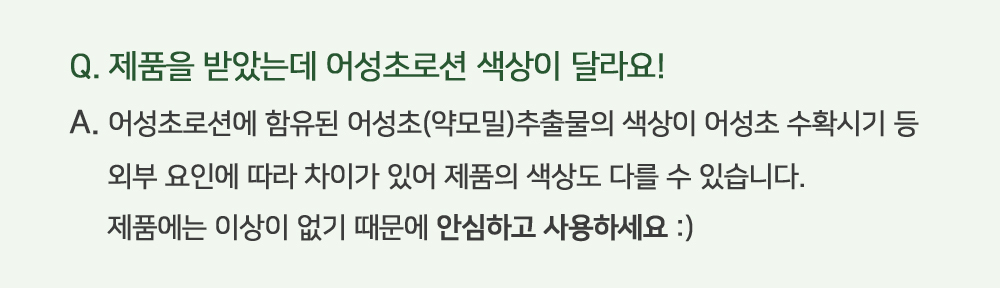 Q. 제품을 받았는데 어성초로션 색상이 달라요!
A. 어성초로션에 함유된 어성초(약모밀)추출물의 색상이 어성초 수확시기 등
외부 요인에 따라 차이가 있어 제품의 색상도 다를 수 있습니다.
제품에는 이상이 없기 때문에 안심하고 사용하세요 :)